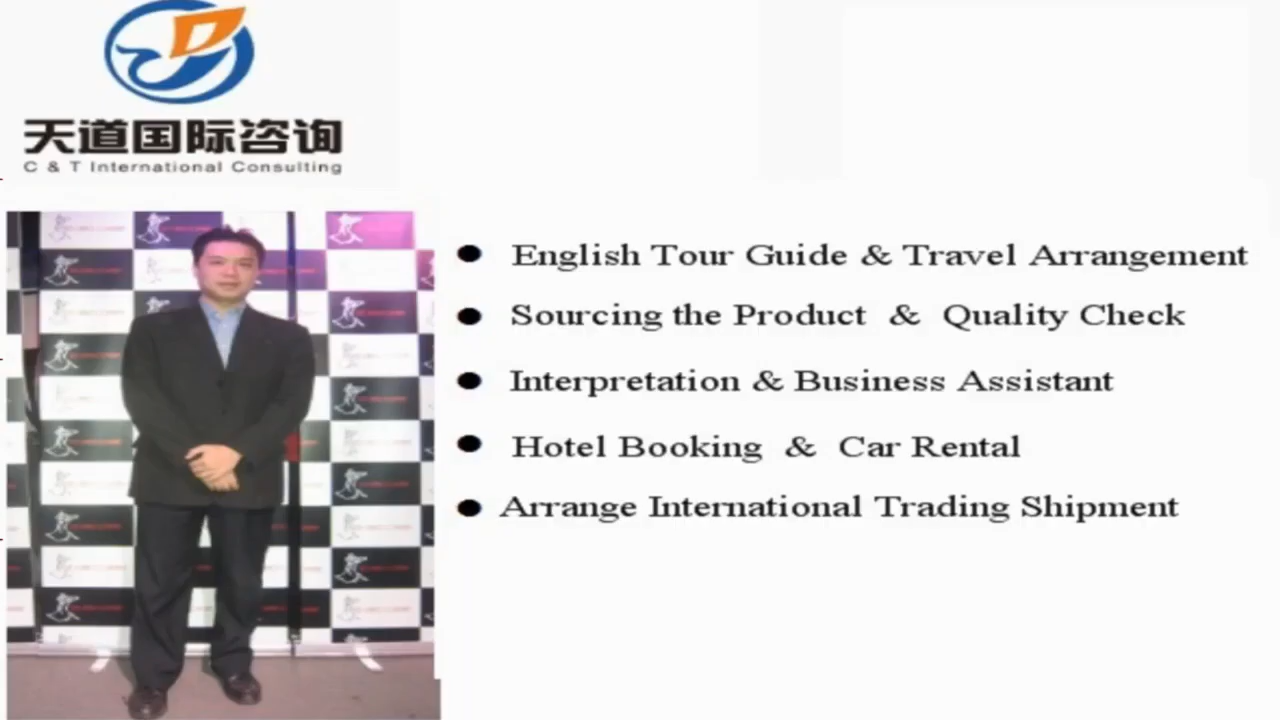 天道国际咨询
C & T International Consulting
● English Tour Guide & Travel Arrangement
● Sourcing the Product & Quality Check
● Interpretation & Business Assistant
● Hotel Booking & Car Rental
● Arrange International Trading Shipment